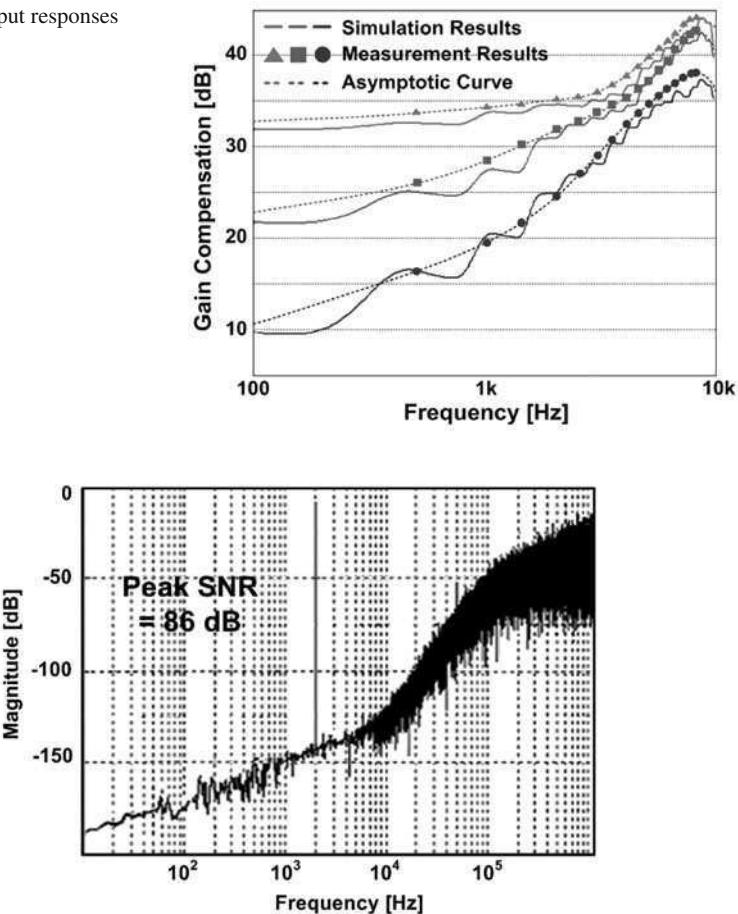 put responses
Simulation Results
Measurement Results
Asymptotic Curve
Gain Compensation [dB]
40
30
20
10
100
1k
10k
Frequency [Hz]
Magnitude [dB]
0
-50
-100
-150
Peak SNR
= 86 dB
10²
10³
10⁴
10⁵
Frequency [Hz]